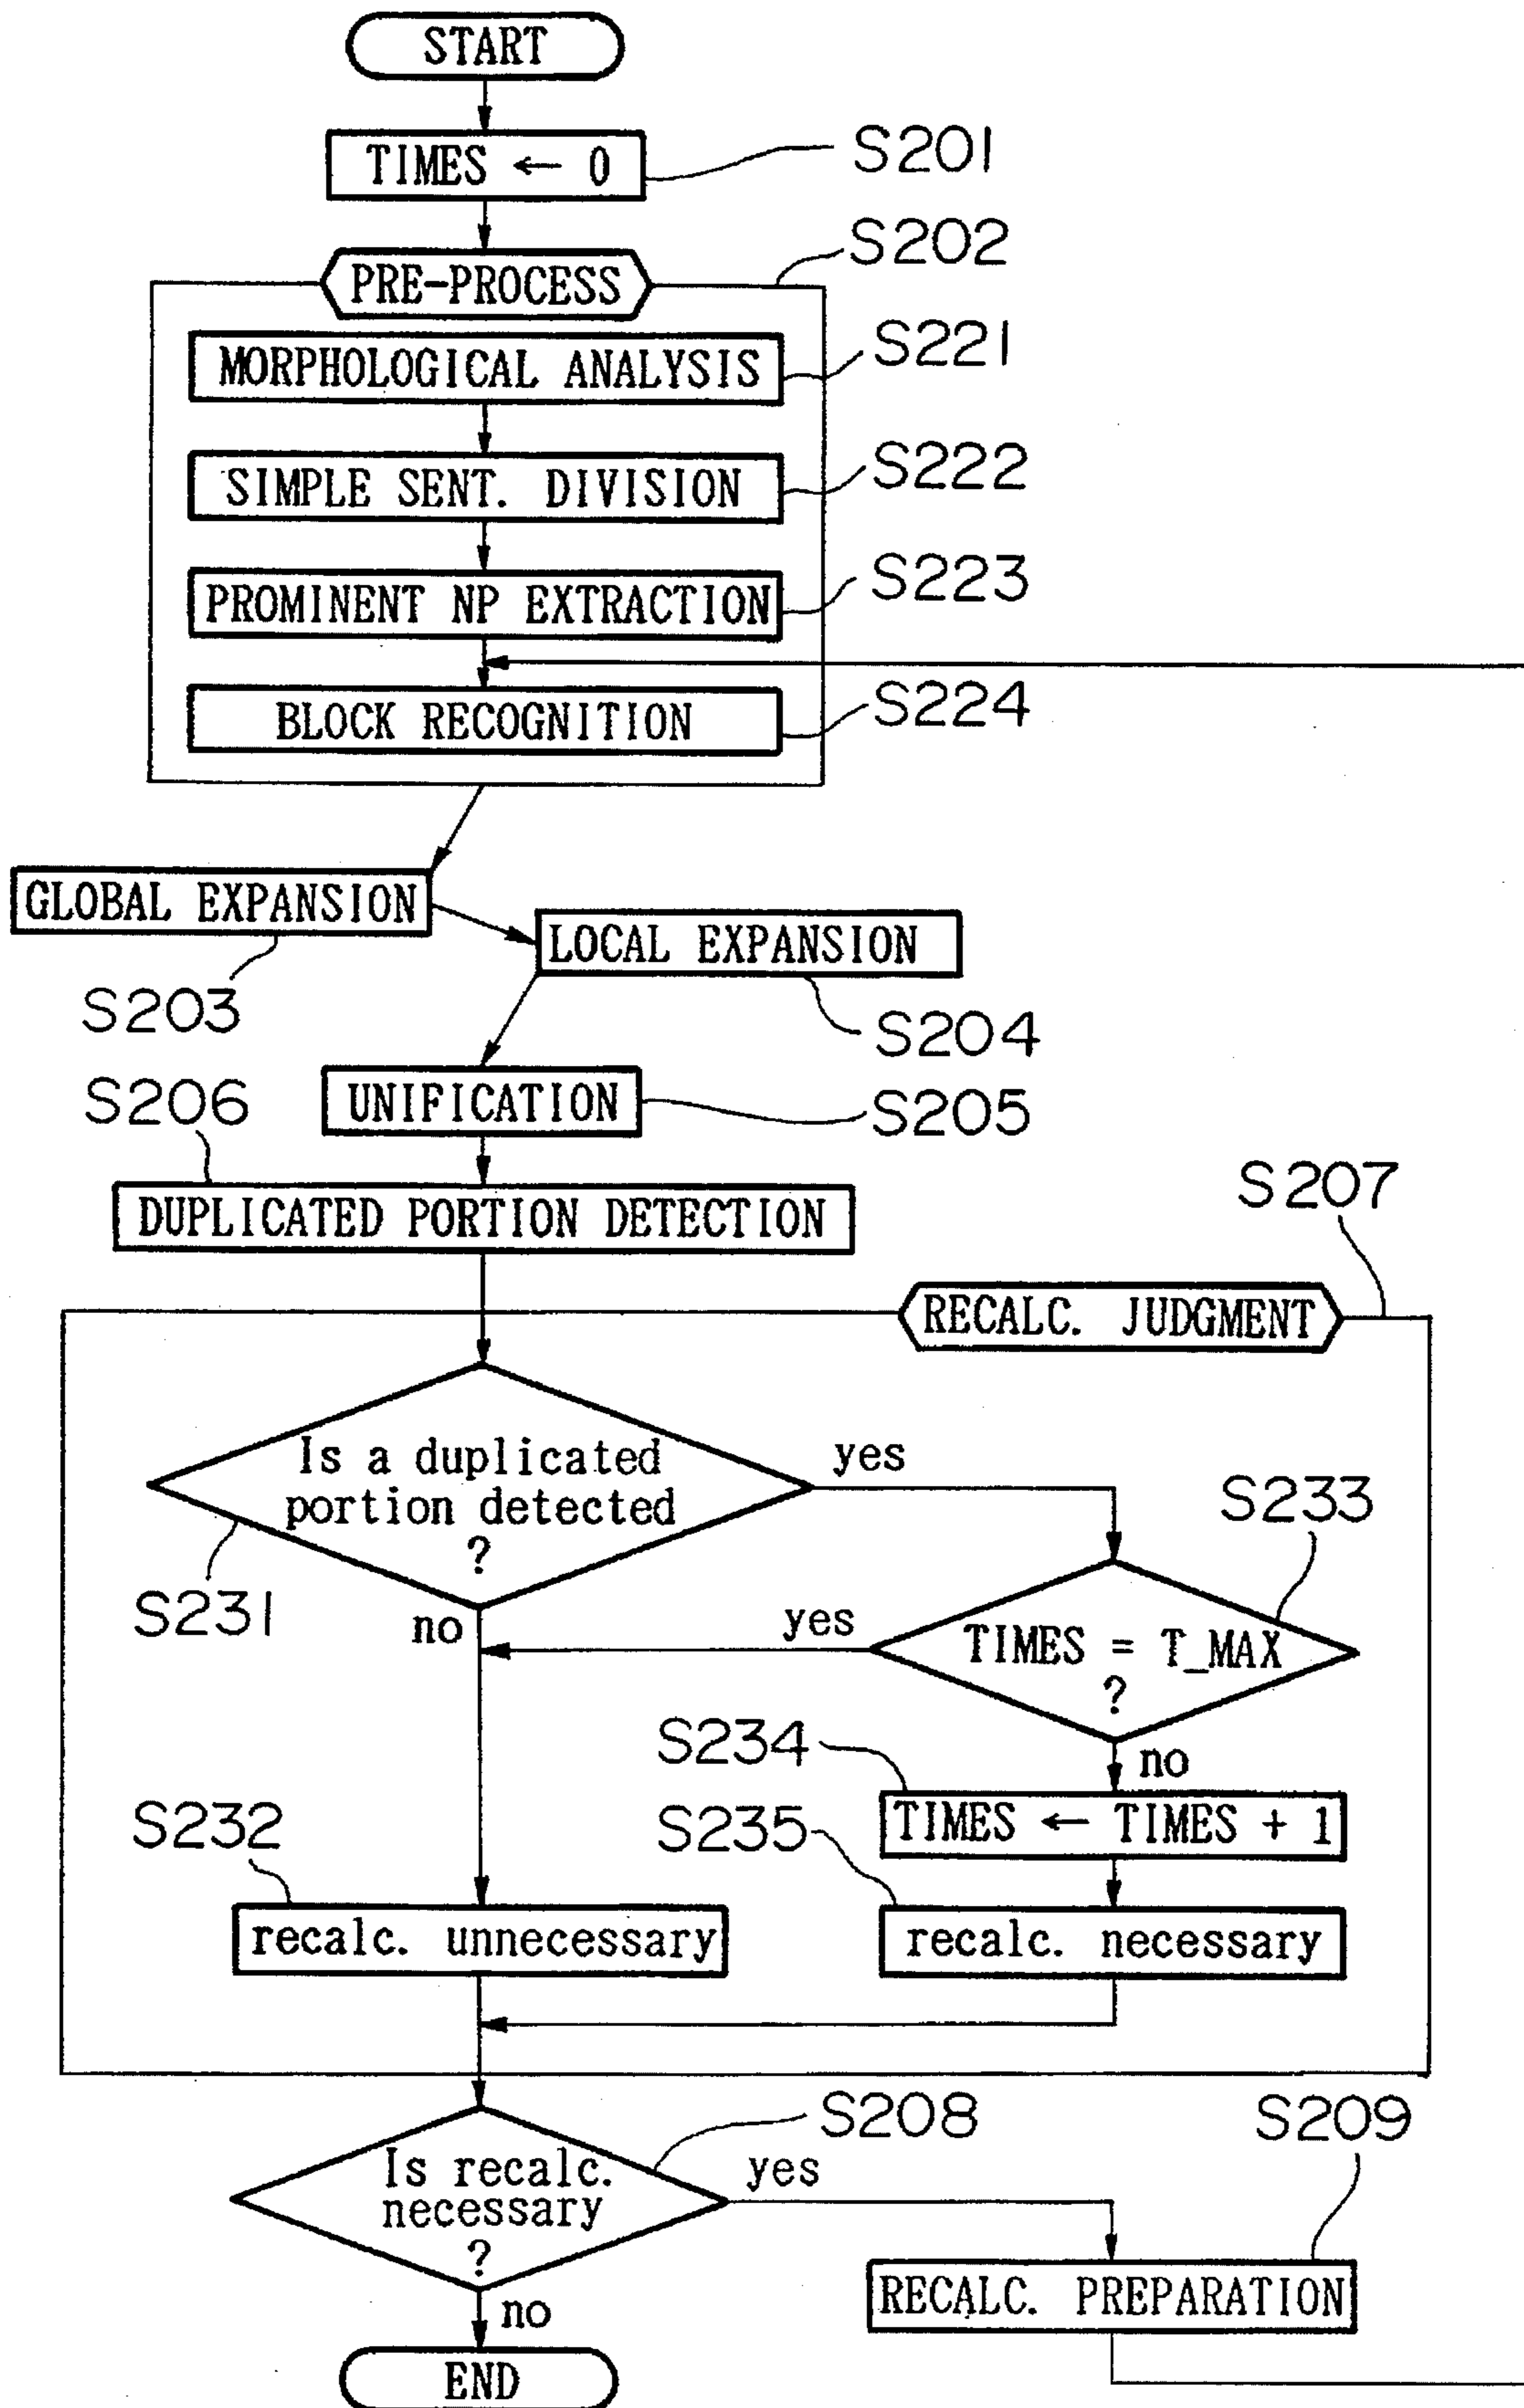 START
TIMES ← 0
S201
S202
PRE-PROCESS
MORPHOLOGICAL ANALYSIS
S221
SIMPLE SENT. DIVISION
S222
PROMINENT NP EXTRACTION
S223
BLOCK RECOGNITION
S224
GLOBAL EXPANSION
LOCAL EXPANSION
S203
S204
UNIFICATION
S205
S206
DUPLICATED PORTION DETECTION
S207
RECALC. JUDGMENT
Is a duplicated
portion detected
?
yes
S231
no
S233
TIMES = T_MAX
?
yes
no
S234
TIMES ← TIMES + 1
S232
S235
recalc. unnecessary
recalc. necessary
S208
S209
Is recalc.
necessary
?
yes
no
RECALC. PREPARATION
END